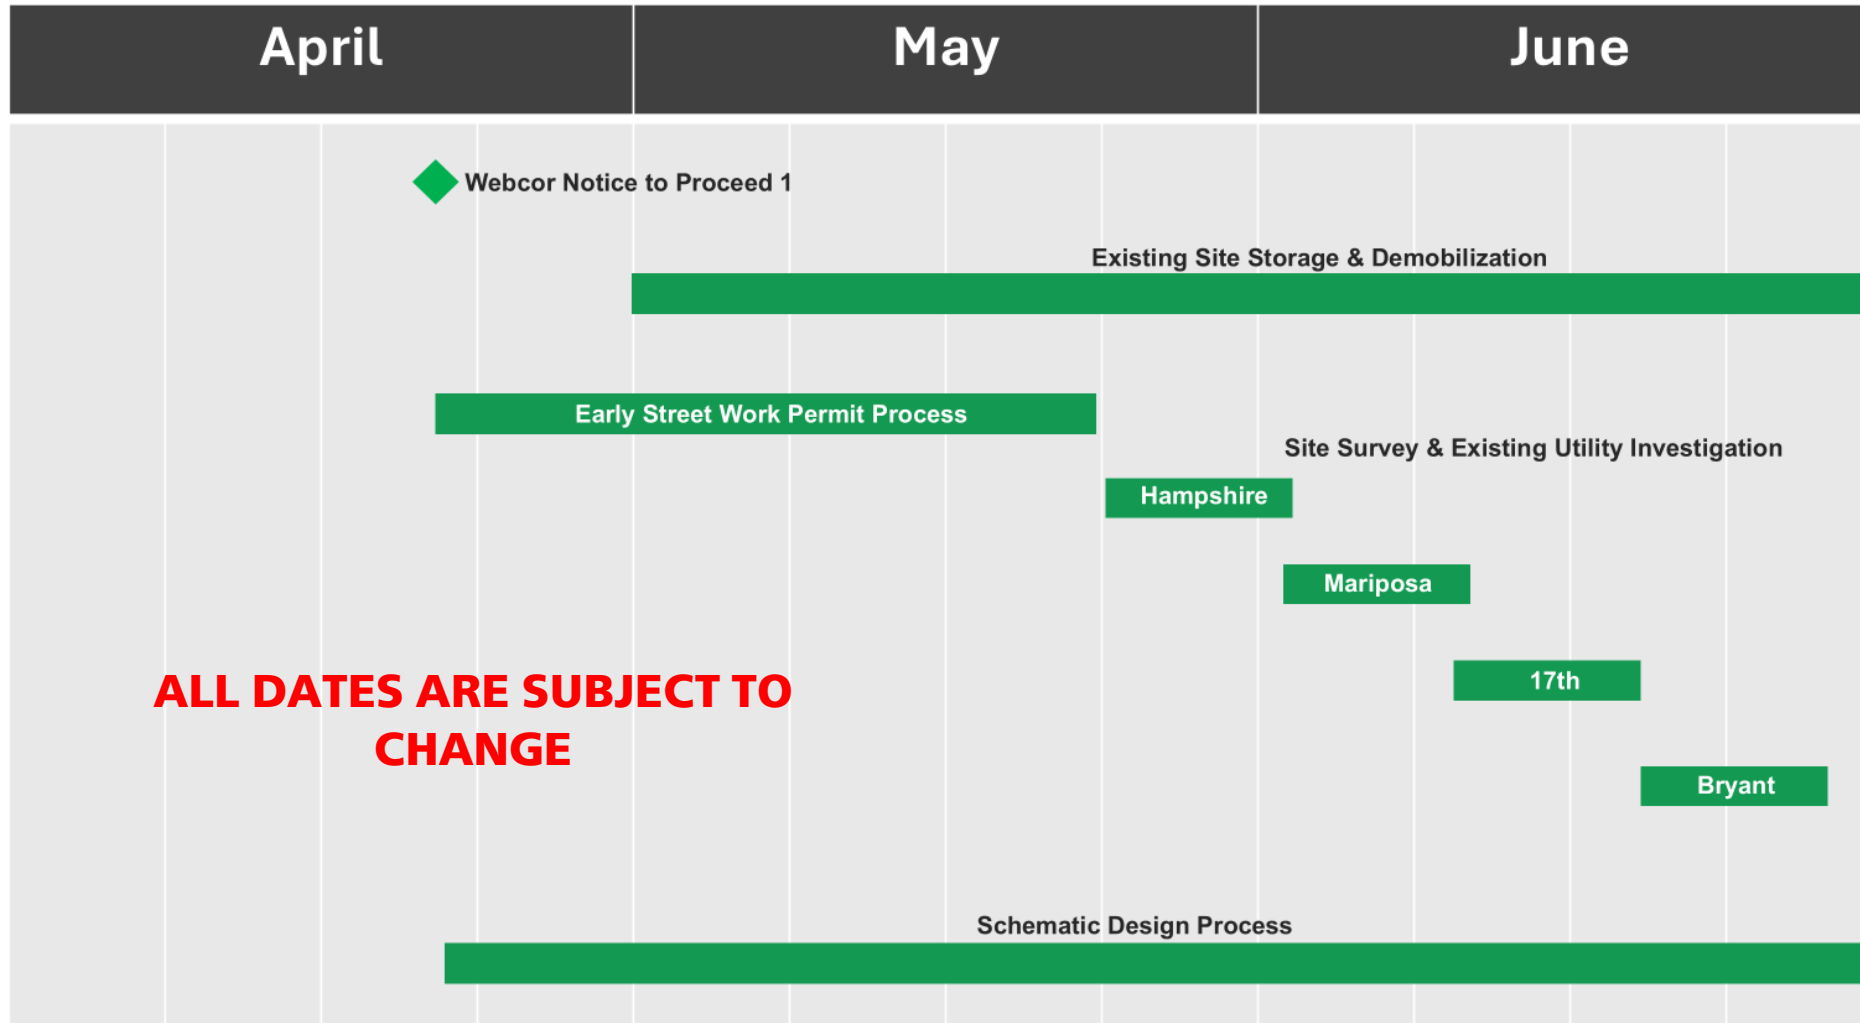 April
May
June
Webcor Notice to Proceed 1
Existing Site Storage & Demobilization
Early Street Work Permit Process
Site Survey & Existing Utility Investigation
Hampshire
Mariposa
17th
ALL DATES ARE SUBJECT TO
CHANGE
Bryant
Schematic Design Process